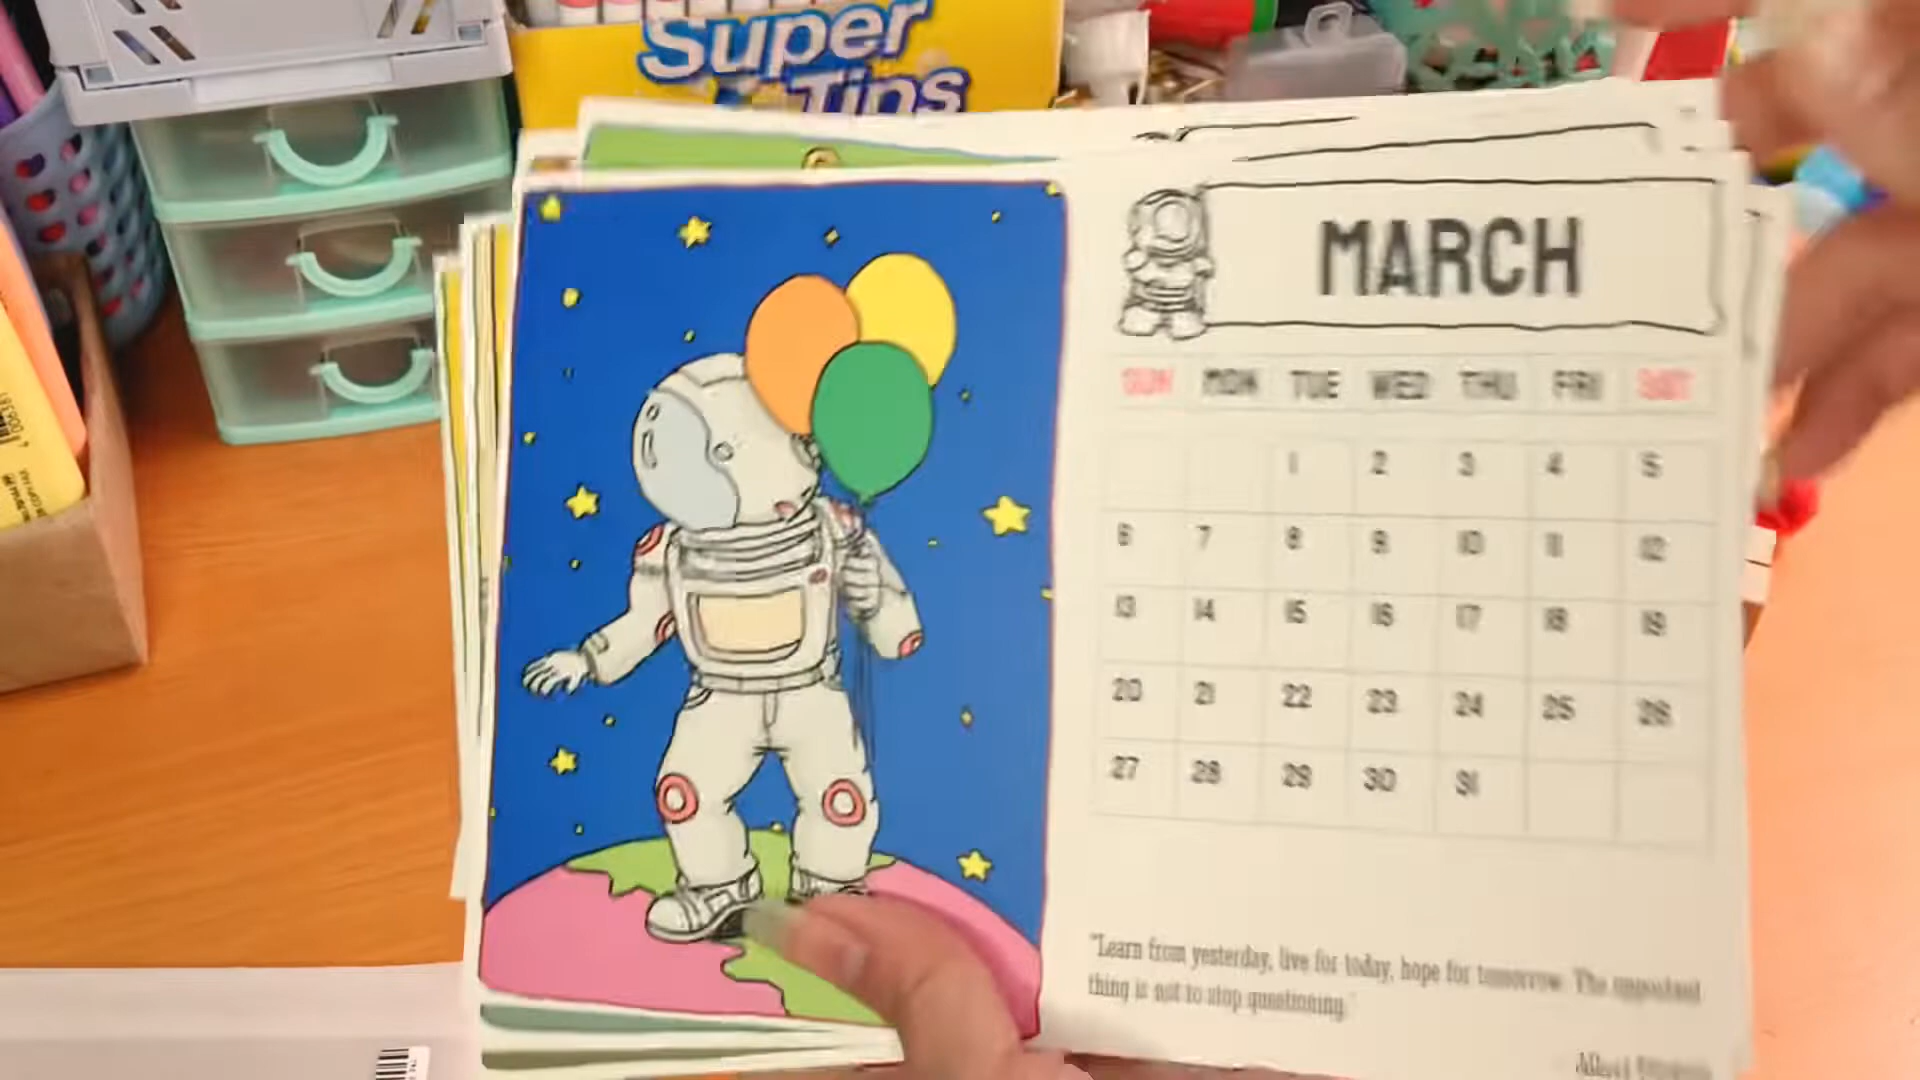 Super
Tips
MARCH
SUN MON TUE WED THU FRI SAT
1 2 3 4 5
6 7 8 9 10 11 12
13 14 15 16 17 18 19
20 21 22 23 24 25 26
27 28 29 30 31
"Learn from yesterday, live for today, hope for tomorrow. The
thing is not to stop questioning."
Albert